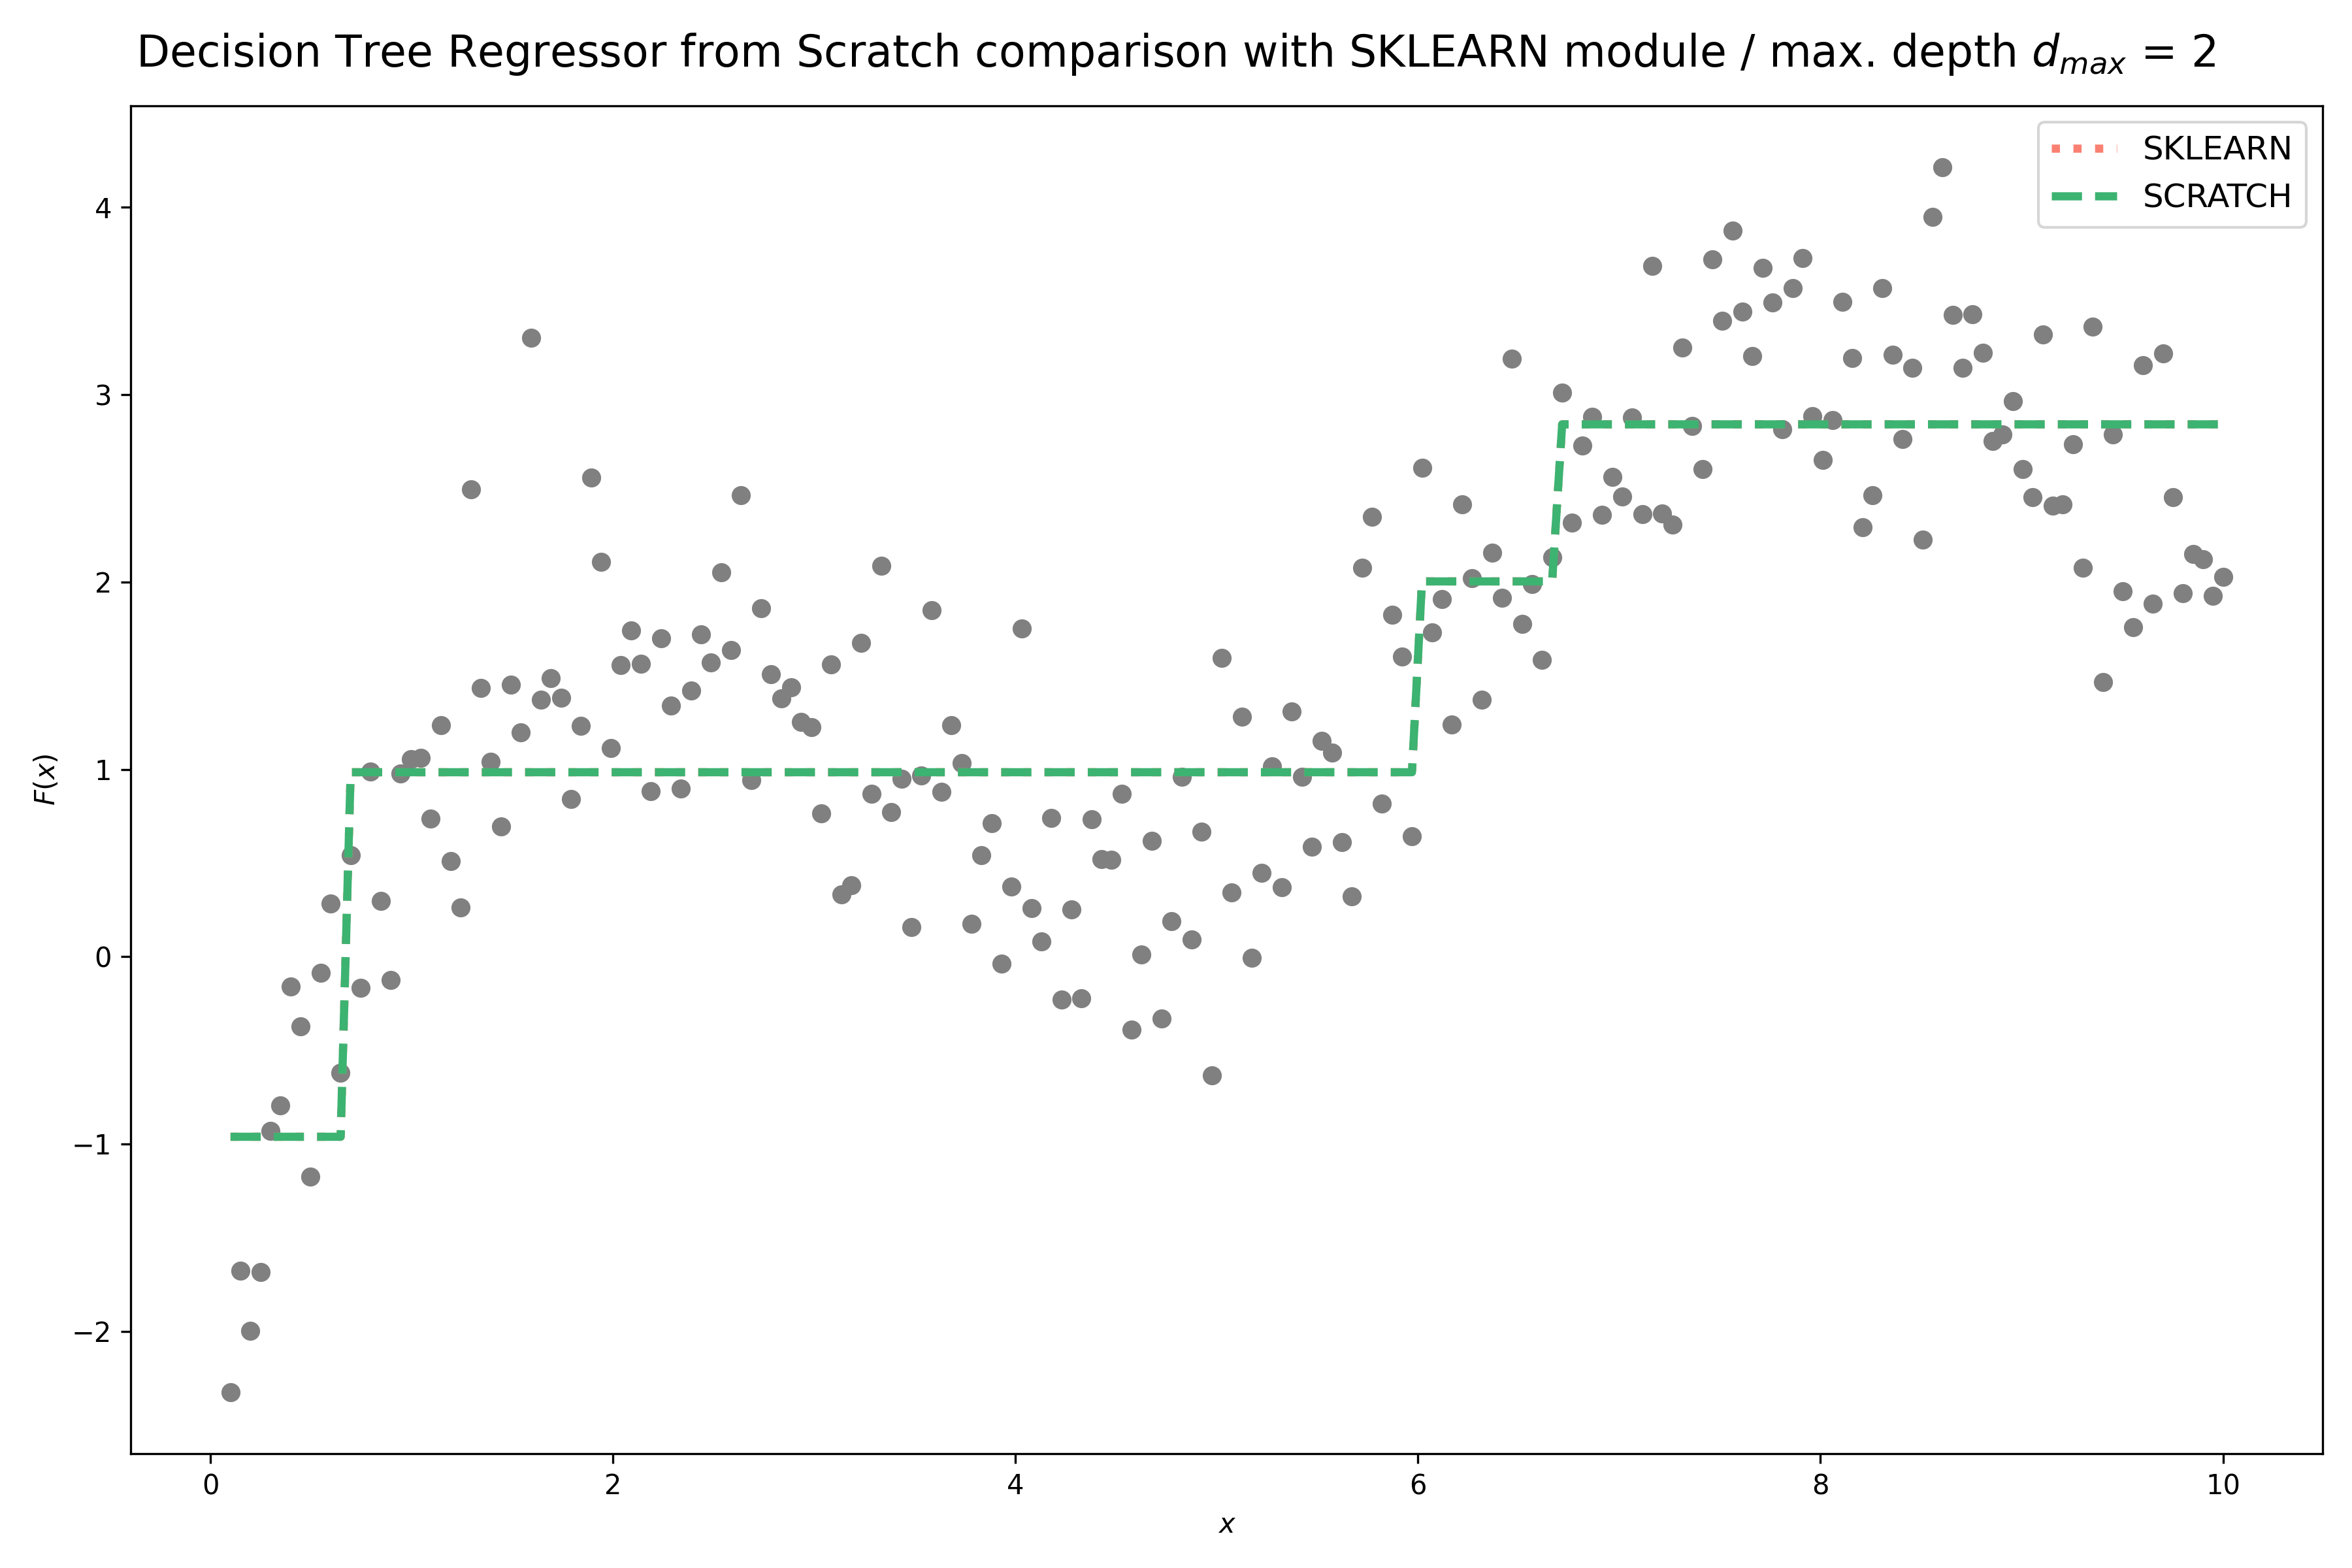 Decision Tree Regressor from Scratch comparison with SKLEARN module / max. depth d_max = 2
SKLEARN
SCRATCH
4
3
2
1
0
−1
−2
F(x)
0 2 4 6 8 10
x